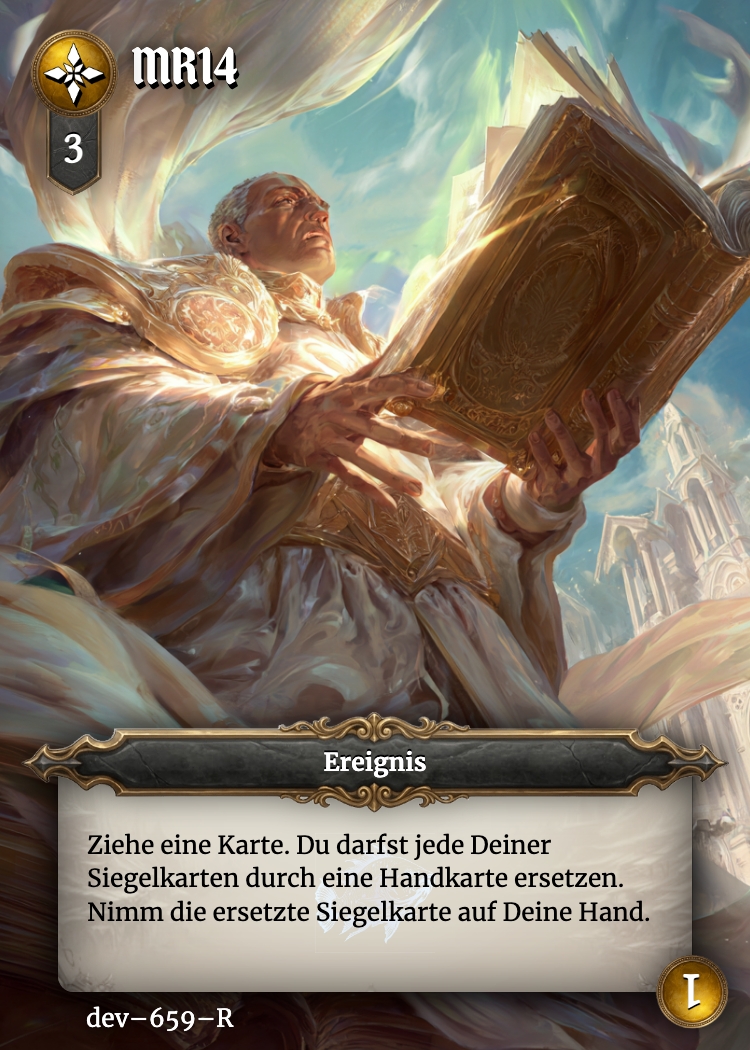 MR14
3
Ereignis
Ziehe eine Karte. Du darfst jede Deiner
Siegelkarten durch eine Handkarte ersetzen.
Nimm die ersetzte Siegelkarte auf Deine Hand.
1
dev–659–R